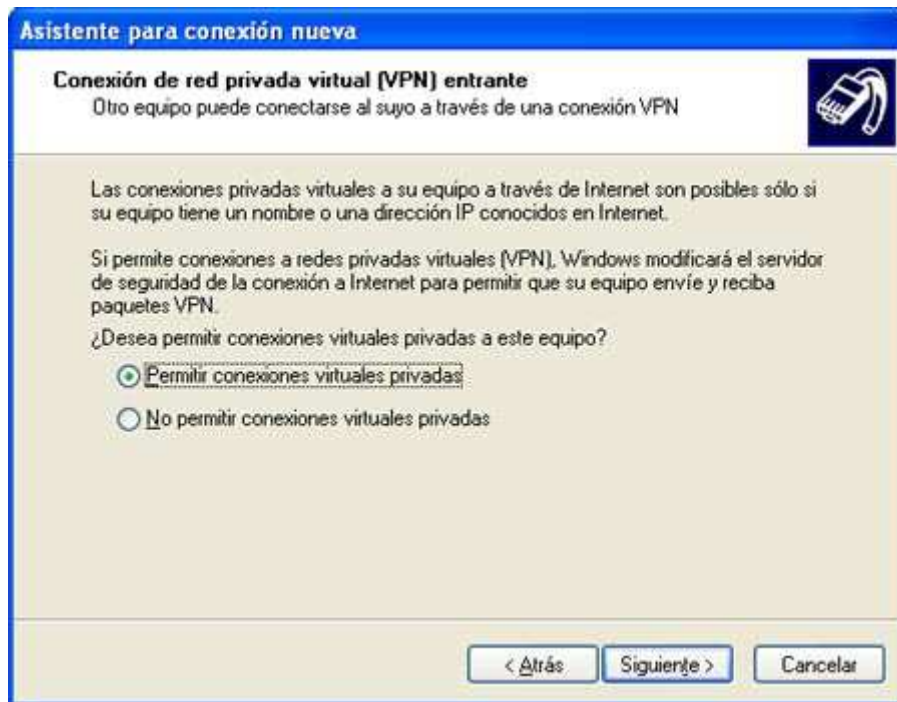 Asistente para conexión nueva
Conexión de red privada virtual (VPN) entrante
Otro equipo puede conectarse al suyo a través de una conexión VPN
Las conexiones privadas virtuales a su equipo a través de Internet son posibles sólo si
su equipo tiene un nombre o una dirección IP conocidos en Internet.
Si permite conexiones a redes privadas virtuales (VPN), Windows modificará el servidor
de seguridad de la conexión a Internet para permitir que su equipo envíe y reciba
paquetes VPN.
¿Desea permitir conexiones virtuales privadas a este equipo?
Permitir conexiones virtuales privadas
No permitir conexiones virtuales privadas
< Atrás Siguiente > Cancelar